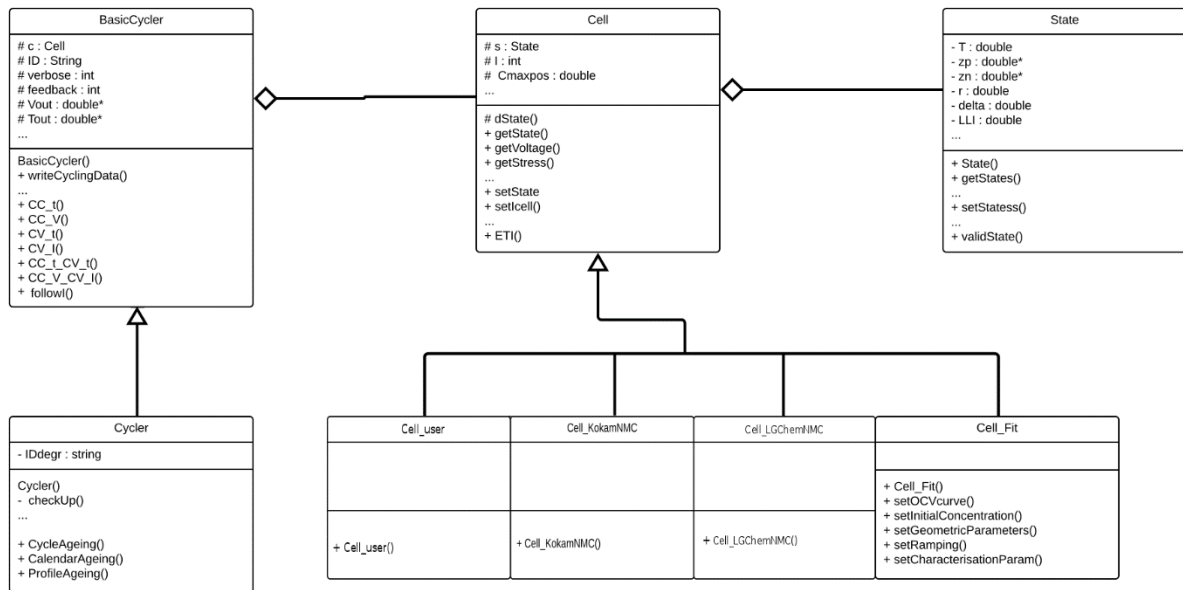 BasicCycler
# c : Cell
# ID : String
# verbose : int
# feedback : int
# Vout : double*
# Tout : double*
...
BasicCycler()
+ writeCyclingData()
...
+ CC_t()
+ CC_V()
+ CV_t()
+ CV_I()
+ CC_t_CV_t()
+ CC_V_CV_I()
+ followI()
Cell
# s : State
# I : int
# Cmaxpos : double
...
# dState()
+ getState()
+ getVoltage()
+ getStress()
...
+ setState
+ setIcell()
...
+ ETI()
State
- T : double
- zp : double*
- zn : double*
- r : double
- delta : double
- LLI : double
...
+ State()
+ getStates()
...
+ setStatess()
...
+ validState()
Cycler
- IDdegr : string
Cycler()
- checkUp()
...
+ CycleAgeing()
+ CalendarAgeing()
+ ProfileAgeing()
Cell_user
+ Cell_user()
Cell_KokamNMC
+ Cell_KokamNMC()
Cell_LGChemNMC
+ Cell_LGChemNMC()
Cell_Fit
+ Cell_Fit()
+ setOCVcurve()
+ setInitialConcentration()
+ setGeometricParameters()
+ setRamping()
+ setCharacterisationParam()